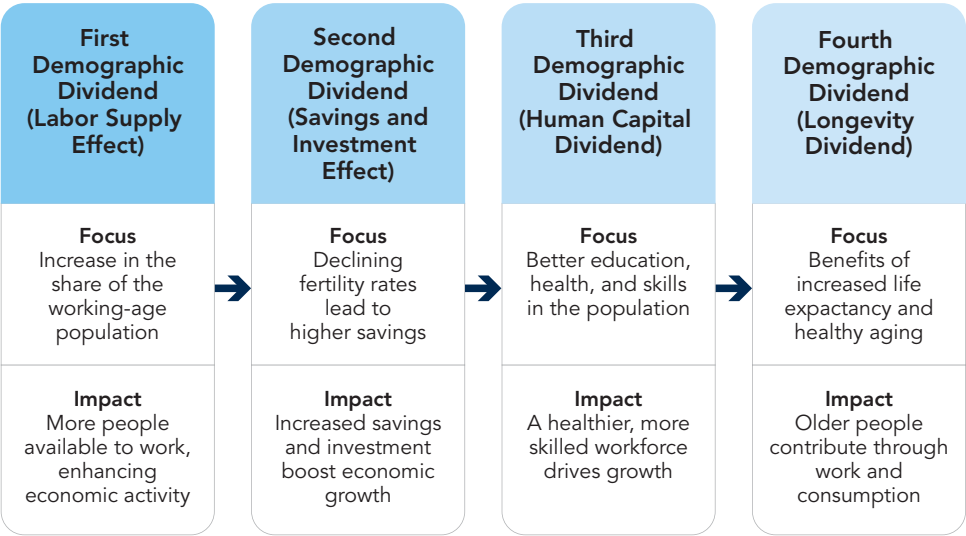 First
Demographic
Dividend
(Labor Supply
Effect)
Focus
Increase in the
share of the
working-age
population
Impact
More people
available to work,
enhancing
economic activity
Second
Demographic
Dividend
(Savings and
Investment
Effect)
Focus
Declining
fertility rates
lead to
higher savings
Impact
Increased savings
and investment
boost economic
growth
Third
Demographic
Dividend
(Human Capital
Dividend)
Focus
Better education,
health, and skills
in the population
Impact
A healthier, more
skilled workforce
drives growth
Fourth
Demographic
Dividend
(Longevity
Dividend)
Focus
Benefits of
increased life
expectancy and
healthy aging
Impact
Older people
contribute through
work and
consumption